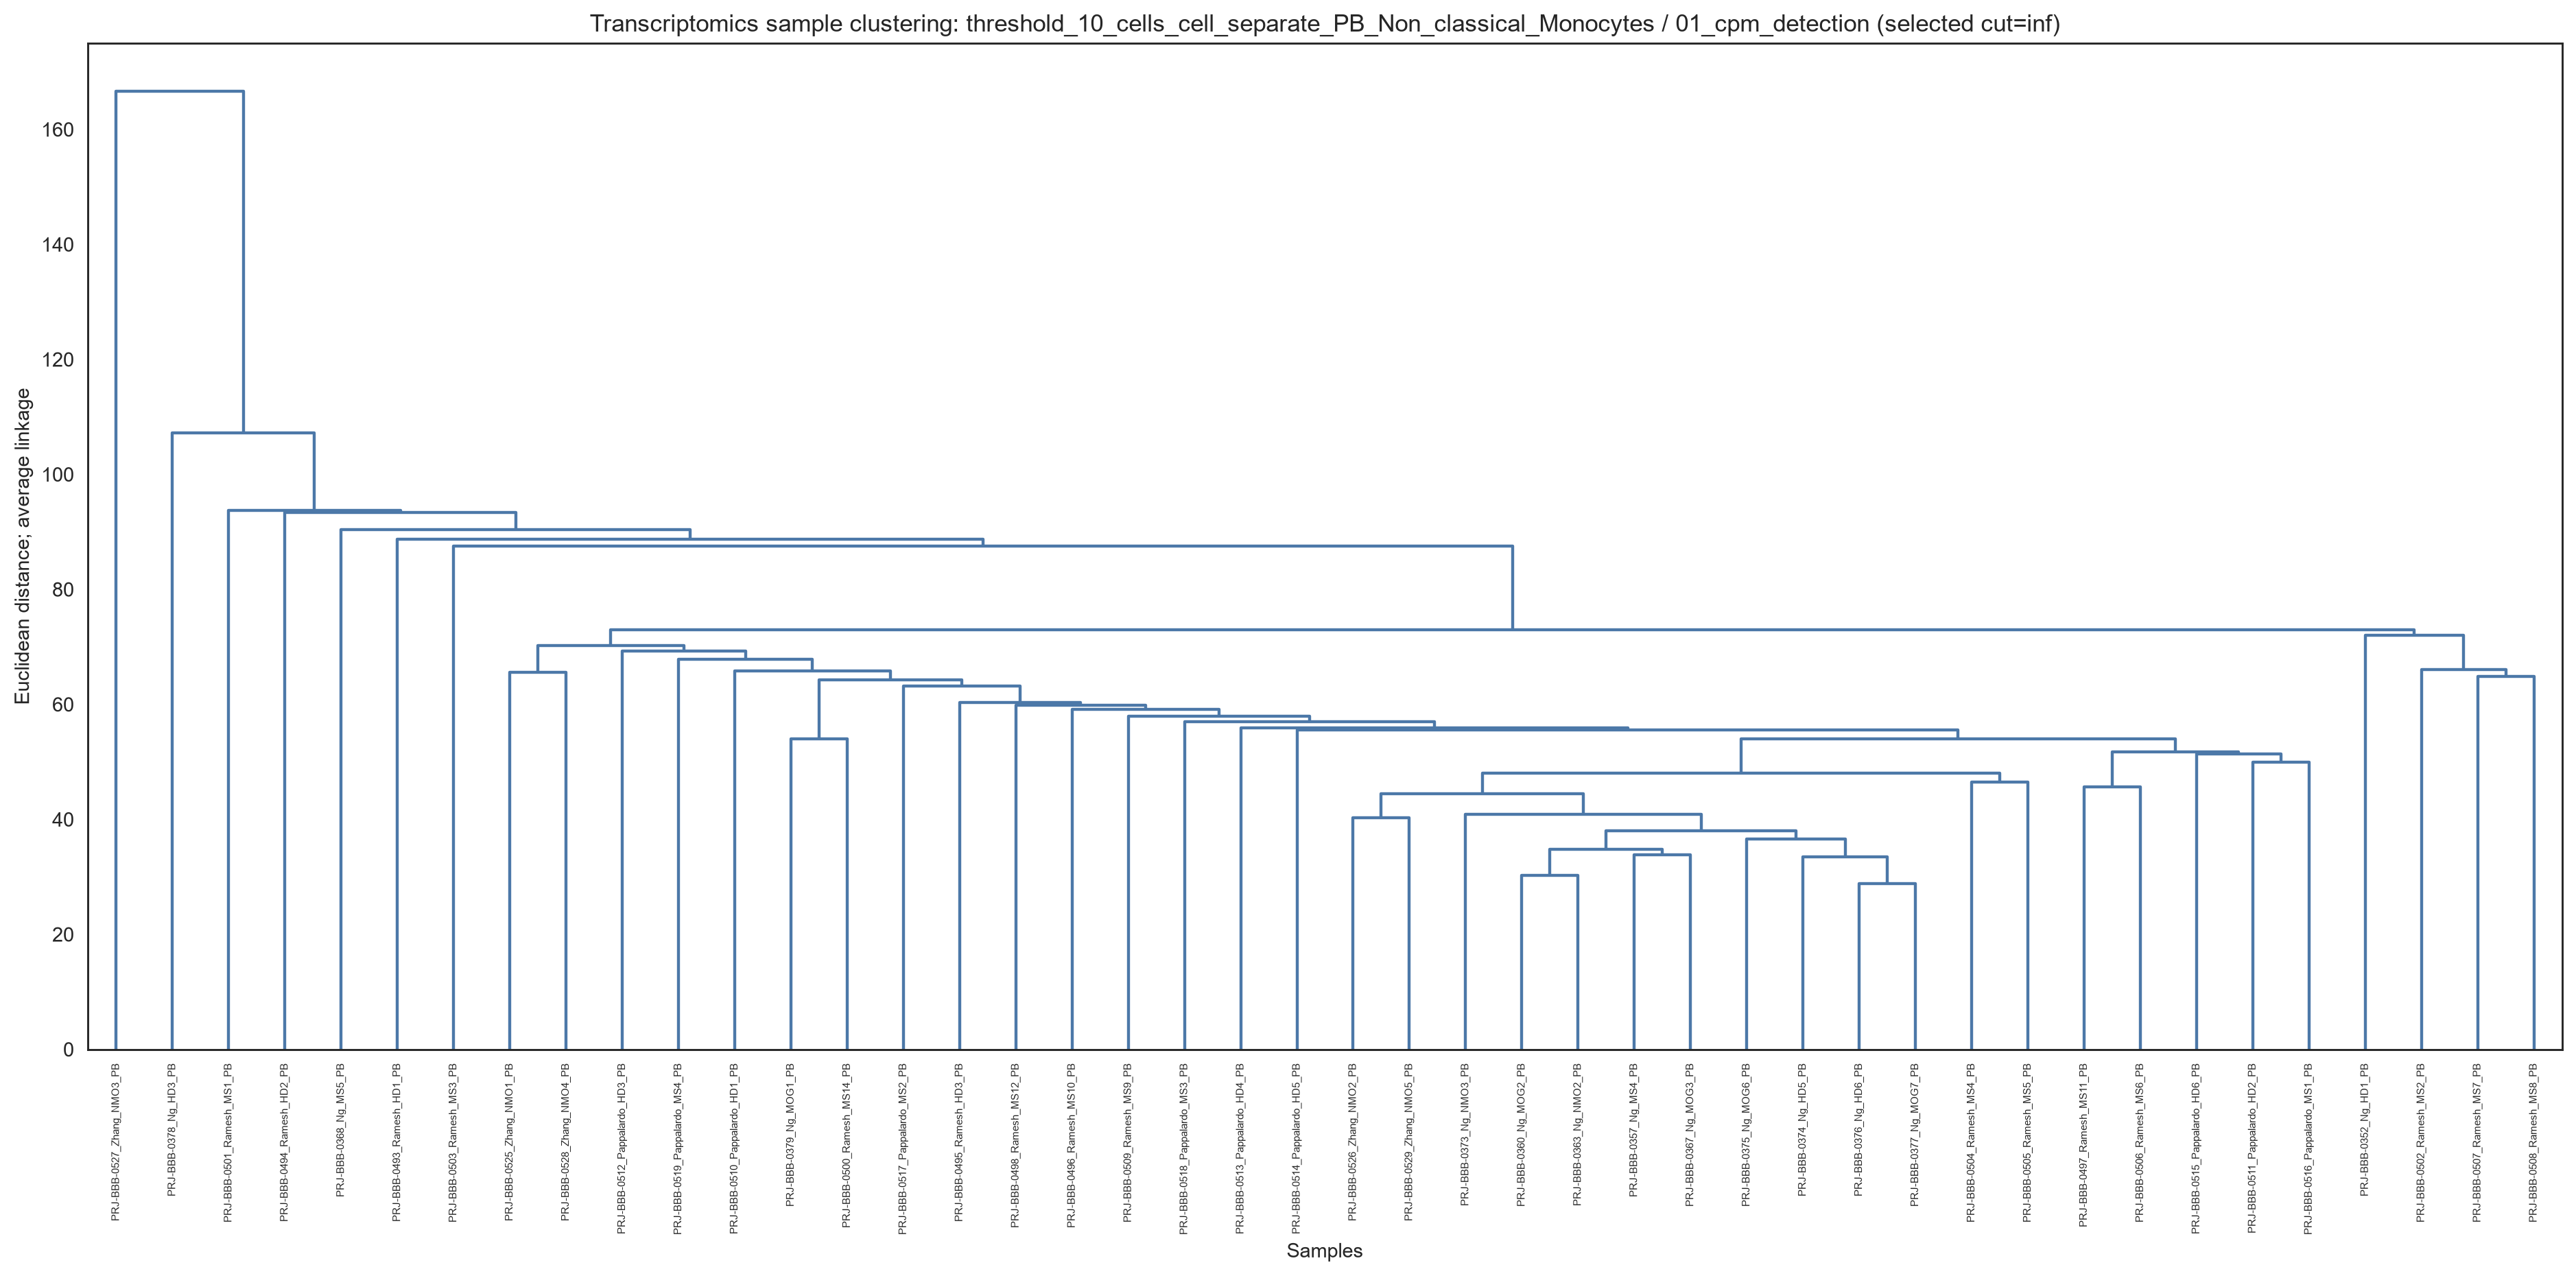 Transcriptomics sample clustering: threshold_10_cells_cell_separate_PB_Non_classical_Monocytes / 01_cpm_detection (selected cut=inf)
Euclidean distance; average linkage
160
140
120
100
80
60
40
20
0
PRJ-BBB-0527_Zhang_NMO3_PB
PRJ-BBB-0378_Ng_HD3_PB
PRJ-BBB-0501_Ramesh_MS1_PB
PRJ-BBB-0494_Ramesh_HD2_PB
PRJ-BBB-0368_Ng_MS5_PB
PRJ-BBB-0493_Ramesh_HD1_PB
PRJ-BBB-0503_Ramesh_MS3_PB
PRJ-BBB-0525_Zhang_NMO1_PB
PRJ-BBB-0528_Zhang_NMO4_PB
PRJ-BBB-0512_Pappalardo_HD3_PB
PRJ-BBB-0519_Pappalardo_MS4_PB
PRJ-BBB-0510_Pappalardo_HD1_PB
PRJ-BBB-0379_Ng_MOG1_PB
PRJ-BBB-0500_Ramesh_MS14_PB
PRJ-BBB-0517_Pappalardo_MS2_PB
PRJ-BBB-0495_Ramesh_HD3_PB
PRJ-BBB-0498_Ramesh_MS12_PB
PRJ-BBB-0496_Ramesh_MS10_PB
PRJ-BBB-0509_Ramesh_MS9_PB
PRJ-BBB-0518_Pappalardo_MS3_PB
PRJ-BBB-0513_Pappalardo_HD4_PB
PRJ-BBB-0514_Pappalardo_HD5_PB
PRJ-BBB-0526_Zhang_NMO2_PB
PRJ-BBB-0529_Zhang_NMO5_PB
PRJ-BBB-0373_Ng_NMO3_PB
PRJ-BBB-0360_Ng_MOG2_PB
PRJ-BBB-0363_Ng_NMO2_PB
PRJ-BBB-0357_Ng_MS4_PB
PRJ-BBB-0367_Ng_MOG3_PB
PRJ-BBB-0375_Ng_MOG6_PB
PRJ-BBB-0374_Ng_HD5_PB
PRJ-BBB-0376_Ng_HD6_PB
PRJ-BBB-0377_Ng_MOG7_PB
PRJ-BBB-0504_Ramesh_MS4_PB
PRJ-BBB-0505_Ramesh_MS5_PB
PRJ-BBB-0497_Ramesh_MS11_PB
PRJ-BBB-0506_Ramesh_MS6_PB
PRJ-BBB-0515_Pappalardo_HD6_PB
PRJ-BBB-0511_Pappalardo_HD2_PB
PRJ-BBB-0516_Pappalardo_MS1_PB
PRJ-BBB-0352_Ng_HD1_PB
PRJ-BBB-0502_Ramesh_MS2_PB
PRJ-BBB-0507_Ramesh_MS7_PB
PRJ-BBB-0508_Ramesh_MS8_PB
Samples